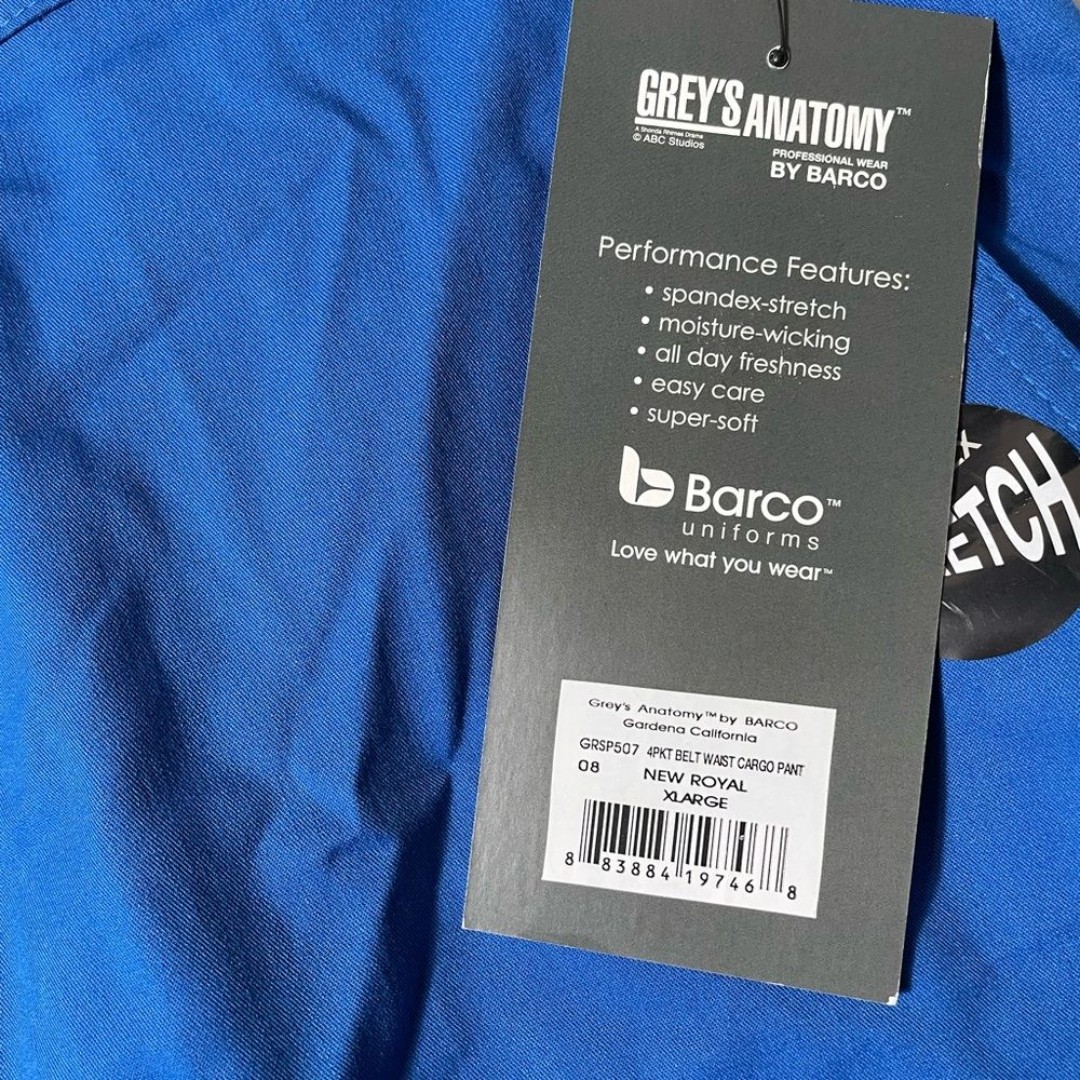 GREY'S ANATOMY™
A Shonda Rhimes Drama
© ABC Studios
PROFESSIONAL WEAR
BY BARCO
Performance Features:
• spandex-stretch
• moisture-wicking
• all day freshness
• easy care
• super-soft
Barco™
uniforms
Love what you wear™
ETCH
Grey's Anatomy™ by BARCO
Gardena California
GRSP507 4PKT BELT WAIST CARGO PANT
08 NEW ROYAL
XLARGE
8 83884 19746 8